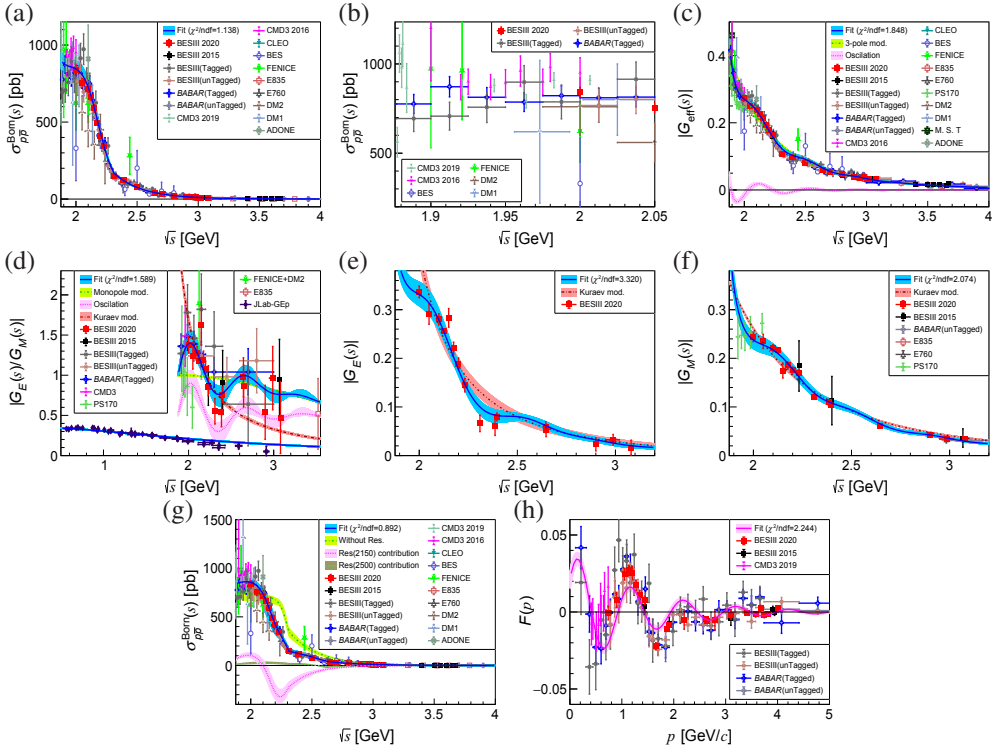 (a)
Fit (χ²/ndf=1.138)
BESIII 2020
BESIII 2015
BESIII(Tagged)
BESIII(unTagged)
BABAR(Tagged)
BABAR(unTagged)
CMD3 2019
CMD3 2016
CLEO
BES
FENICE
E835
E760
DM2
DM1
ADONE
1000
500
0
σ^Born_pp̄(s) [pb]
2 2.5 3 3.5 4
√s [GeV]
(b)
BESIII 2020
BESIII(Tagged)
BESIII(unTagged)
BABAR(Tagged)
CMD3 2019
CMD3 2016
BES
FENICE
DM2
DM1
1200
1000
800
600
σ^Born_pp̄(s) [pb]
1.9 1.95 2 2.05
√s [GeV]
(c)
Fit (χ²/ndf=1.848)
3-pole mod.
Oscilation
BESIII 2020
BESIII 2015
BESIII(Tagged)
BESIII(unTagged)
BABAR(Tagged)
BABAR(unTagged)
CMD3 2016
CLEO
BES
FENICE
E835
E760
PS170
DM2
DM1
M. S. T
ADONE
0.4
0.2
0
|G_eff(s)|
2 2.5 3 3.5 4
√s [GeV]
(d)
Fit (χ²/ndf=1.589)
Monopole mod.
Oscilation
Kuraev mod.
BESIII 2020
BESIII 2015
BESIII(Tagged)
BESIII(unTagged)
BABAR(Tagged)
CMD3
PS170
FENICE+DM2
E835
JLab-GEp
2
1.5
1
0.5
0
|G_E(s)/G_M(s)|
1 2 3
√s [GeV]
(e)
Fit (χ²/ndf=3.320)
Kuraev mod.
BESIII 2020
0.3
0.2
0.1
0
|G_E(s)|
2 2.5 3
√s [GeV]
(f)
Fit (χ²/ndf=2.074)
Kuraev mod.
BESIII 2020
BESIII 2015
BABAR(unTagged)
E835
E760
PS170
0.3
0.2
0.1
0
|G_M(s)|
2 2.5 3
√s [GeV]
(g)
Fit (χ²/ndf=0.892)
Without Res.
Res(2150) contribution
Res(2500) contribution
BESIII 2020
BESIII 2015
BESIII(Tagged)
BESIII(unTagged)
BABAR(Tagged)
BABAR(unTagged)
CMD3 2019
CMD3 2016
CLEO
BES
FENICE
E835
E760
DM2
DM1
ADONE
1500
1000
500
0
σ^Born_pp̄(s) [pb]
2 2.5 3 3.5 4
√s [GeV]
(h)
Fit (χ²/ndf=2.244)
BESIII 2020
BESIII 2015
CMD3 2019
BESIII(Tagged)
BESIII(unTagged)
BABAR(Tagged)
BABAR(unTagged)
0.05
0
−0.05
F(p)
0 1 2 3 4 5
p [GeV/c]